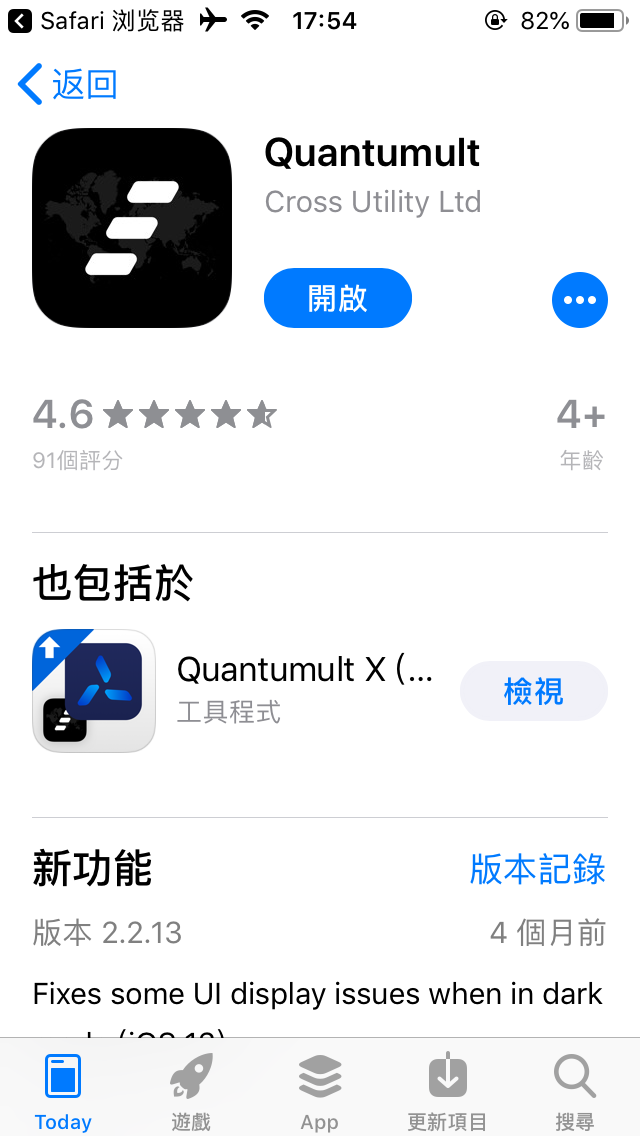 Safari 浏览器 17:54 82%
返回
Quantumult
Cross Utility Ltd
開啟
4.6 4+
91個評分 年齡
也包括於
Quantumult X (...
工具程式
檢視
新功能 版本記錄
版本 2.2.13 4 個月前
Fixes some UI display issues when in dark
Today 遊戲 App 更新項目 搜尋